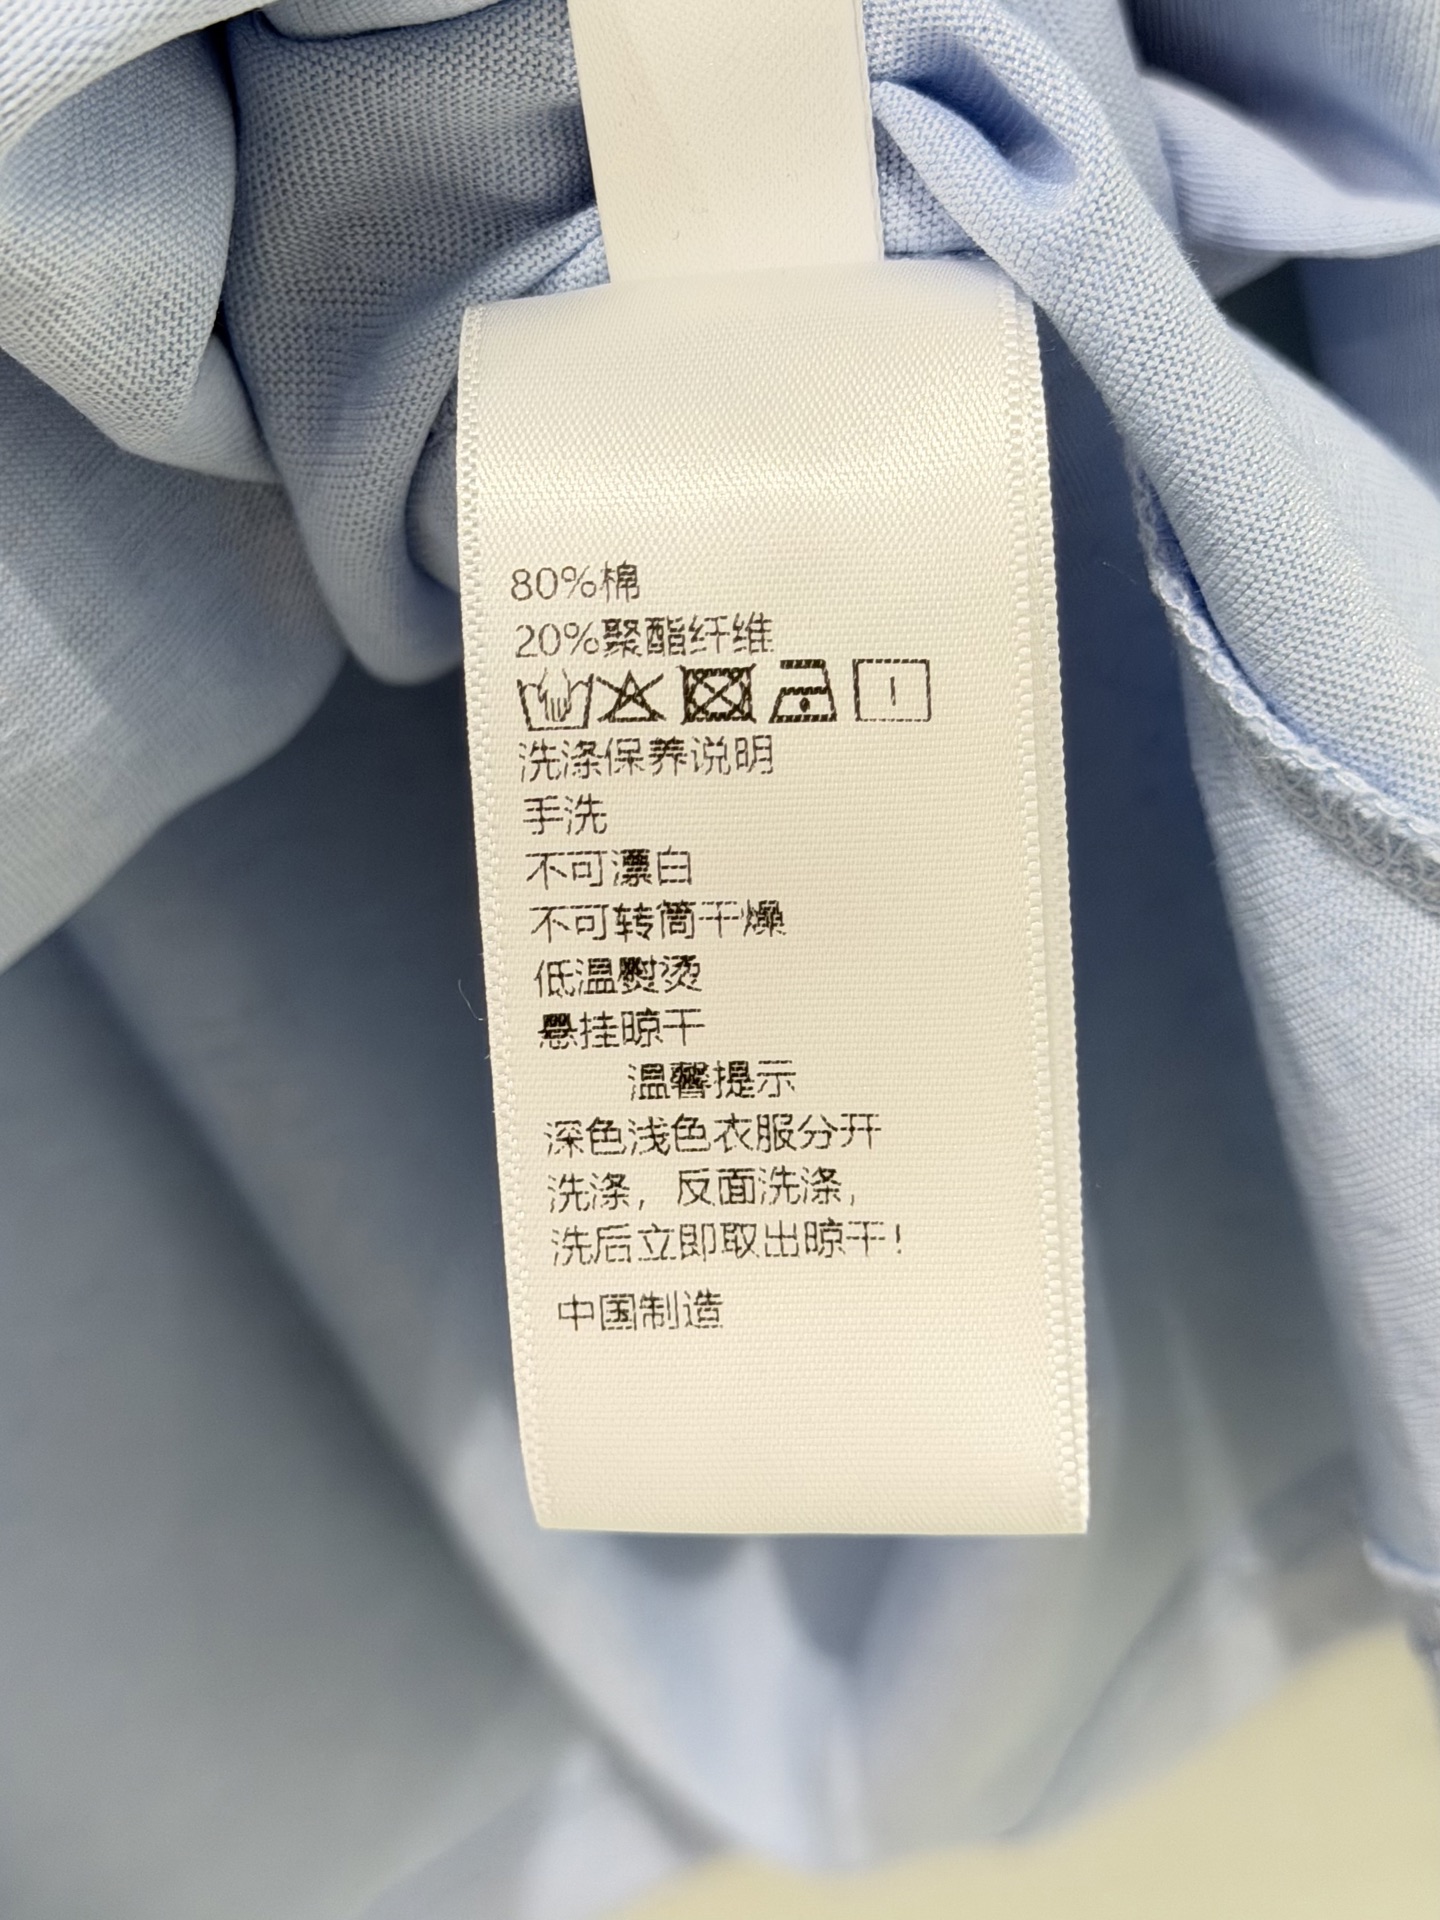 80%棉
20%聚酯纤维
洗涤保养说明
手洗
不可漂白
不可转筒干燥
低温熨烫
悬挂晾干
温馨提示
深色浅色衣服分开
洗涤，反面洗涤，
洗后立即取出晾干！
中国制造